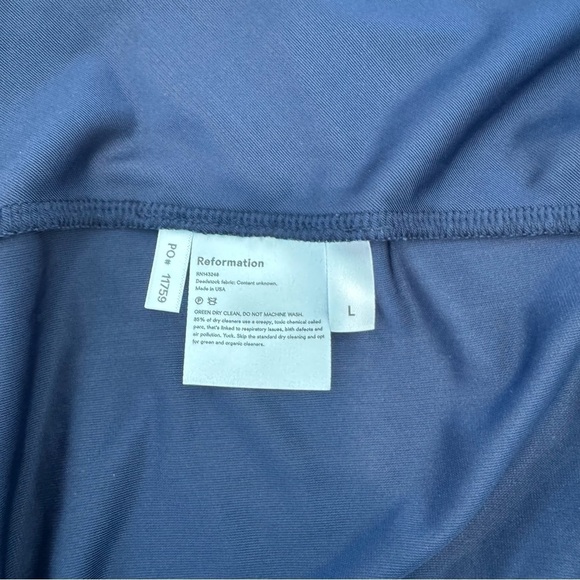 PO# 11759
Reformation
RN143248
Deadstock fabric: Content unknown.
Made in USA
GREEN DRY CLEAN, DO NOT MACHINE WASH.
85% of dry cleaners use a creepy, toxic chemical called
perc, that's linked to respiratory issues, birth defects and
air pollution. Yuck. Skip the standard dry cleaning and opt
for green and organic cleaners.
L